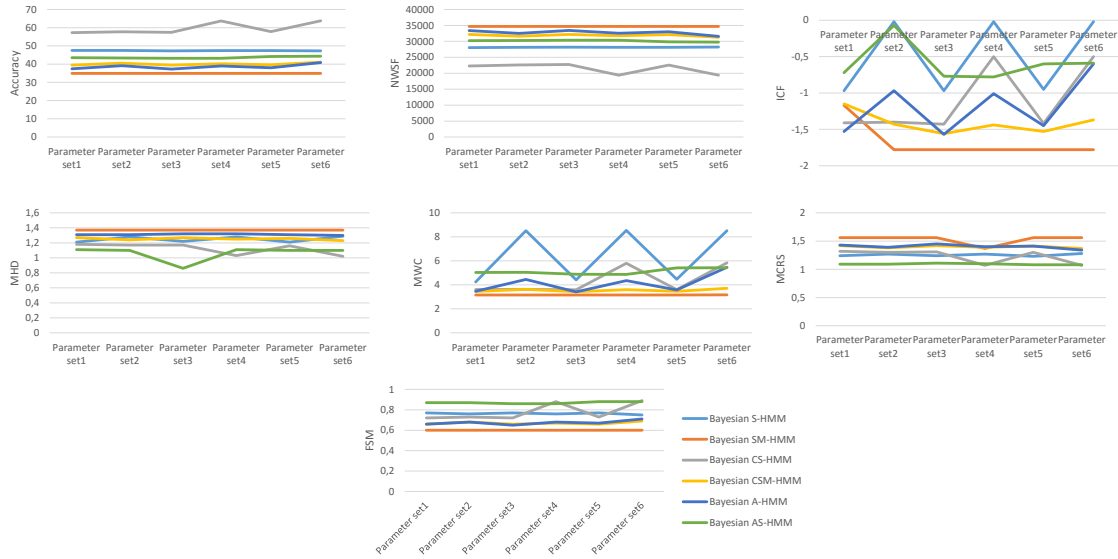 Accuracy
70
60
50
40
30
20
10
0
Parameter set1
Parameter set2
Parameter set3
Parameter set4
Parameter set5
Parameter set6
NWSF
40000
35000
30000
25000
20000
15000
10000
5000
0
Parameter set1
Parameter set2
Parameter set3
Parameter set4
Parameter set5
Parameter set6
ICF
0
-0,5
-1
-1,5
-2
Parameter set1
Parameter set2
Parameter set3
Parameter set4
Parameter set5
Parameter set6
MHD
1,6
1,4
1,2
1
0,8
0,6
0,4
0,2
0
Parameter set1
Parameter set2
Parameter set3
Parameter set4
Parameter set5
Parameter set6
MWC
10
8
6
4
2
0
Parameter set1
Parameter set2
Parameter set3
Parameter set4
Parameter set5
Parameter set6
MCRS
2
1,5
1
0,5
0
Parameter set1
Parameter set2
Parameter set3
Parameter set4
Parameter set5
Parameter set6
FSM
1
0,8
0,6
0,4
0,2
0
Parameter set1
Parameter set2
Parameter set3
Parameter set4
Parameter set5
Parameter set6
Bayesian S-HMM
Bayesian SM-HMM
Bayesian CS-HMM
Bayesian CSM-HMM
Bayesian A-HMM
Bayesian AS-HMM